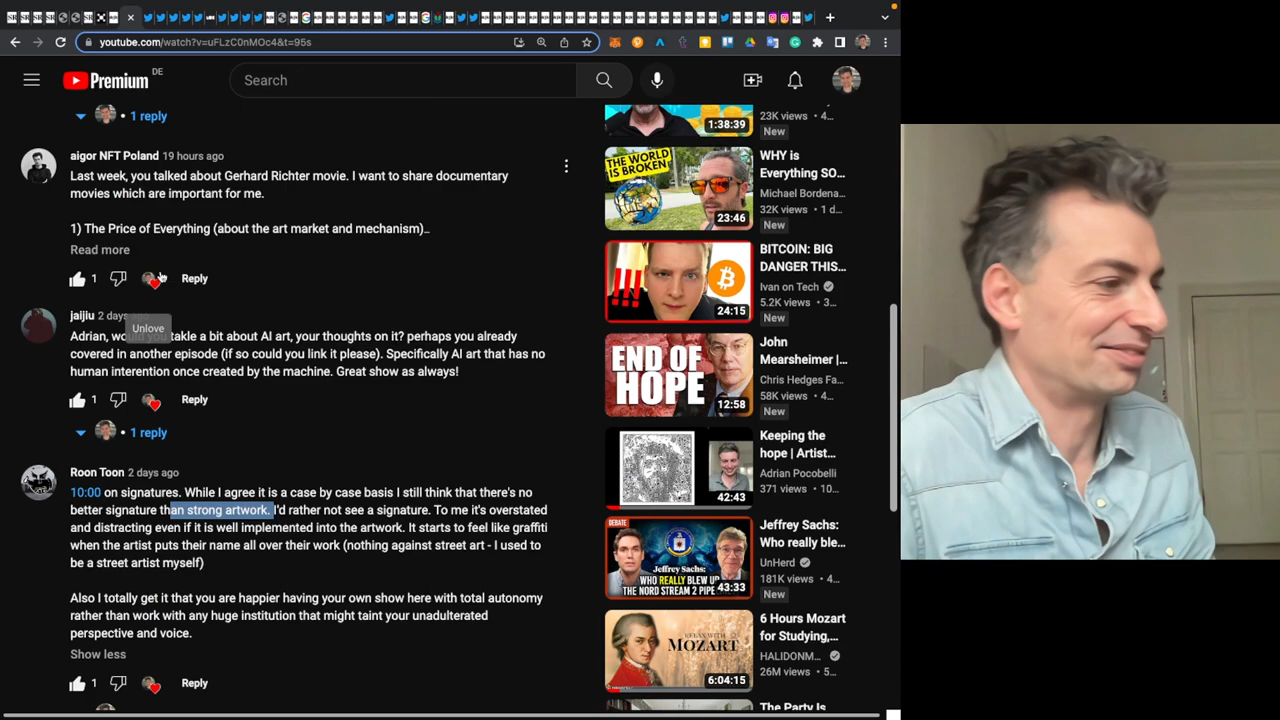 youtube.com/watch?v=uFLzC0nMOc4&t=95s
Premium DE
Search
1 reply
aigor NFT Poland 19 hours ago
Last week, you talked about Gerhard Richter movie. I want to share documentary
movies which are important for me.
1) The Price of Everything (about the art market and mechanism)…
Read more
1 Reply
jaijiu 2 days
Unlove
Adrian, would you take a bit about AI art, your thoughts on it? perhaps you already
covered in another episode (if so could you link it please). Specifically AI art that has no
human interention once created by the machine. Great show as always!
1 Reply
1 reply
Roon Toon 2 days ago
10:00 on signatures. While I agree it is a case by case basis I still think that there's no
better signature than strong artwork. I'd rather not see a signature. To me it's overstated
and distracting even if it is well implemented into the artwork. It starts to feel like graffiti
when the artist puts their name all over their work (nothing against street art - I used to
be a street artist myself)
Also I totally get it that you are happier having your own show here with total autonomy
rather than work with any huge institution that might taint your unadulterated
perspective and voice.
Show less
1 Reply
1:38:39
23K views • 4...
New
THE WORLD
IS BROKEN
23:46
WHY is
Everything SO...
Michael Bordena...
32K views • 1 d...
New
24:15
BITCOIN: BIG
DANGER THIS...
Ivan on Tech
5.2K views • 3...
New
END OF
HOPE
12:58
John
Mearsheimer |...
Chris Hedges Fa...
58K views • 4...
New
42:43
Keeping the
hope | Artist...
Adrian Pocobelli
371 views • 10...
DEBATE
JEFFREY SACHS:
WHO REALLY BLEW UP
THE NORD STREAM 2 PIPE
43:33
Jeffrey Sachs:
Who really ble...
UnHerd
181K views • 4...
New
RELAX WITH
MOZART
6:04:15
6 Hours Mozart
for Studying,...
HALIDONM...
26M views • 5...
The Party Is